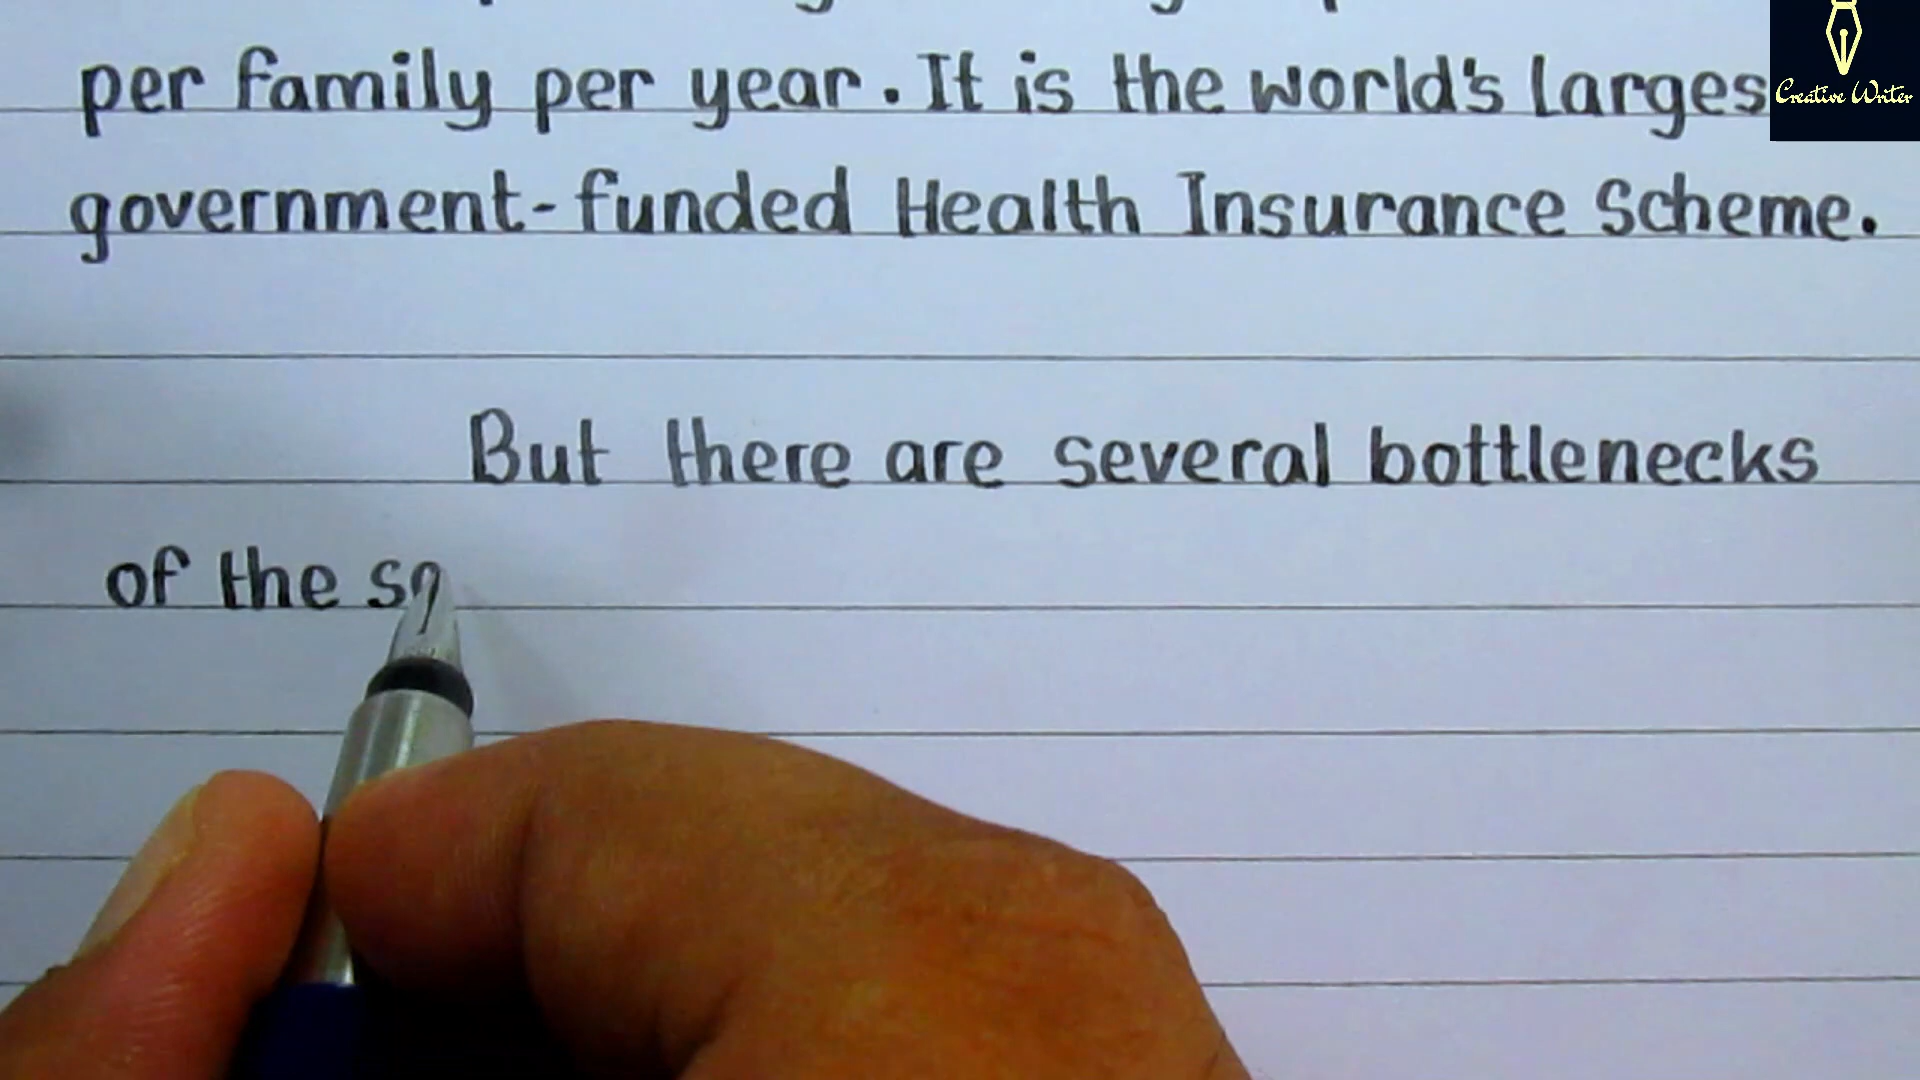 per family per year. It is the world's larges
Creative Writer
government-funded Health Insurance Scheme.
But there are several bottlenecks
of the